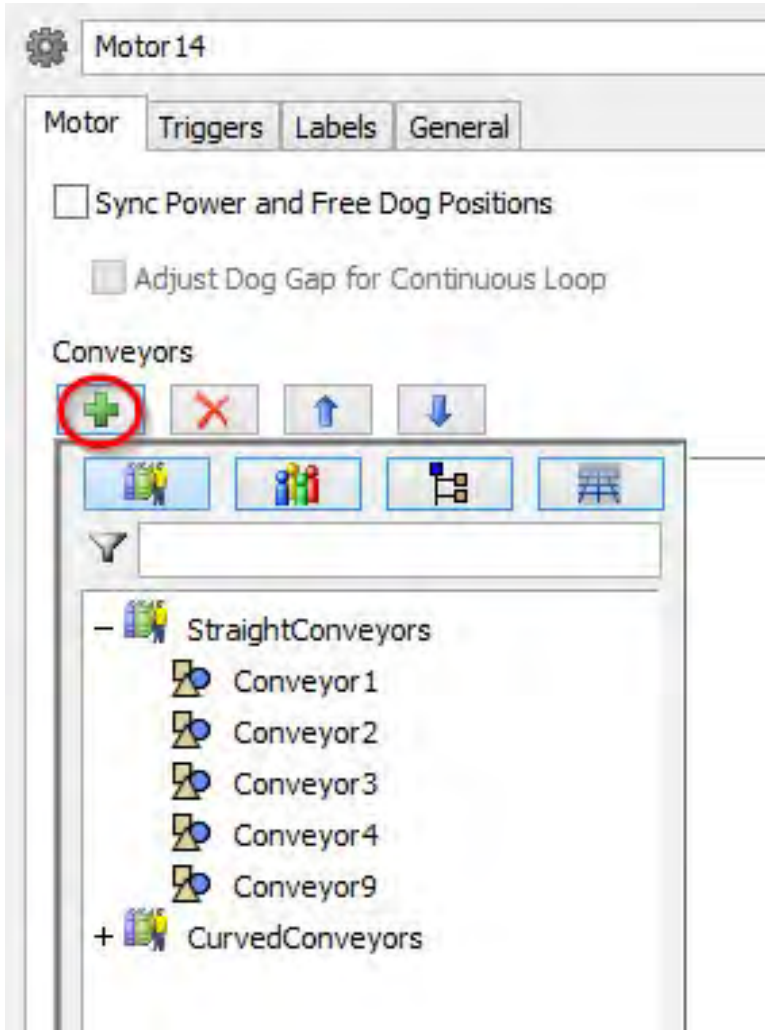 Motor14
Motor Triggers Labels General
Sync Power and Free Dog Positions
Adjust Dog Gap for Continuous Loop
Conveyors
StraightConveyors
Conveyor1
Conveyor2
Conveyor3
Conveyor4
Conveyor9
CurvedConveyors